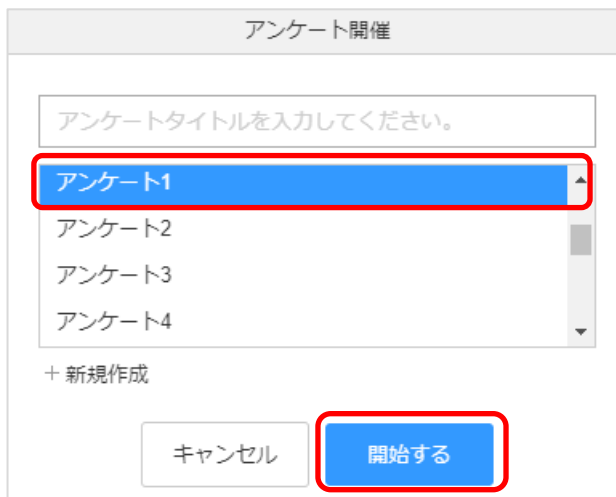 アンケート開催
アンケートタイトルを入力してください。
アンケート1
アンケート2
アンケート3
アンケート4
+ 新規作成
キャンセル 開始する